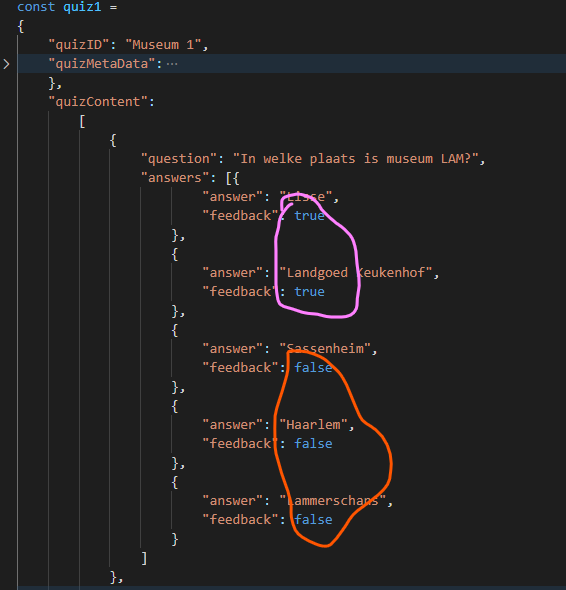 const quiz1 =
{
"quizID": "Museum 1",
"quizMetaData":⋯
},
"quizContent":
[
{
"question": "In welke plaats is museum LAM?",
"answers": [{
"answer": "Lisse",
"feedback": true
},
{
"answer": "Landgoed Keukenhof",
"feedback": true
},
{
"answer": "Sassenheim",
"feedback": false
},
{
"answer": "Haarlem",
"feedback": false
},
{
"answer": "Lammerschans",
"feedback": false
}
]
},